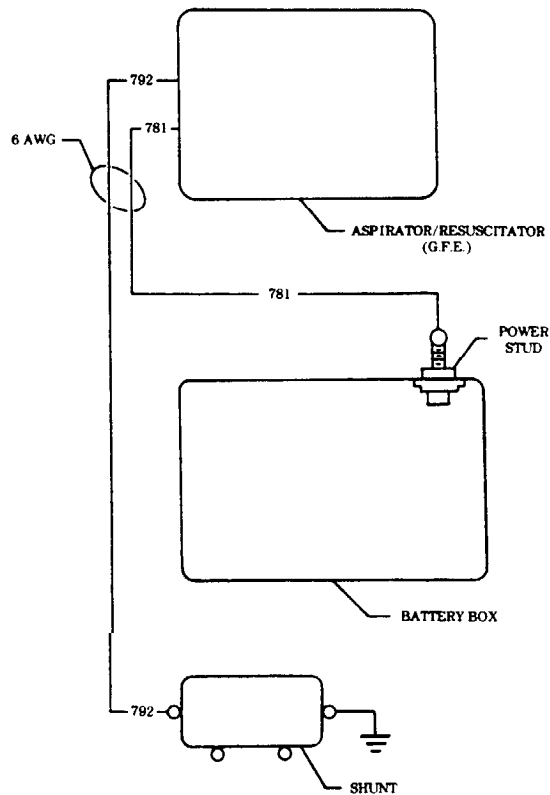 792
781
6 AWG
ASPIRATOR/RESUSCITATOR
(G.F.E.)
781
POWER
STUD
BATTERY BOX
792
SHUNT